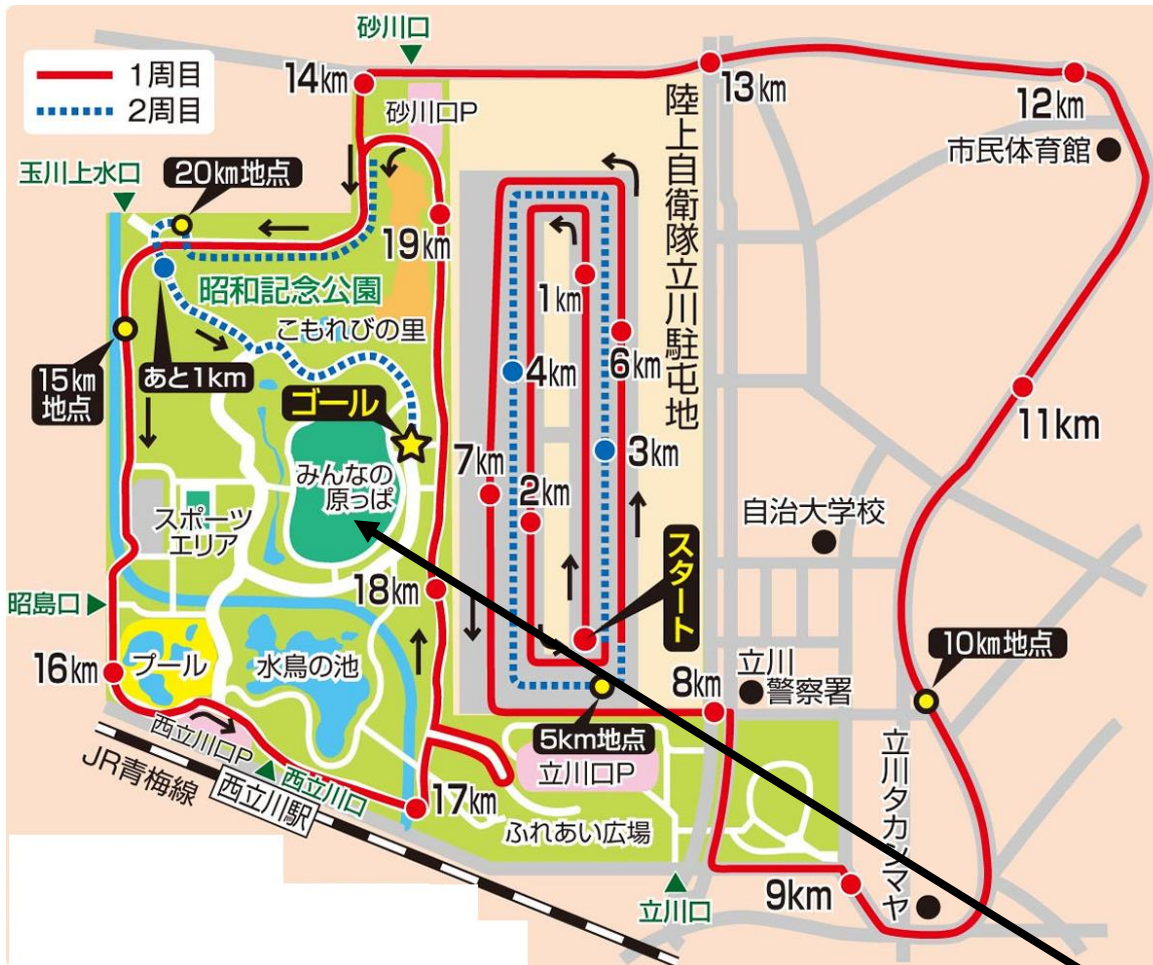 1周目
2周目
砂川口
14km
砂川口P
13km
12km
市民体育館
玉川上水口
20km地点
19km
陸上自衛隊立川駐屯地
1km
昭和記念公園
こもれびの里
6km
4km
15km
地点
あと1km
ゴール
11km
みんなの
原っぱ
7km
3km
2km
スポーツ
エリア
自治大学校
スタート
18km
昭島口
16km
プール
水鳥の池
8km
立川
警察署
10km地点
5km地点
西立川口P
西立川口
JR青梅線
西立川駅
17km
立川口P
ふれあい広場
立川タカシマヤ
9km
立川口